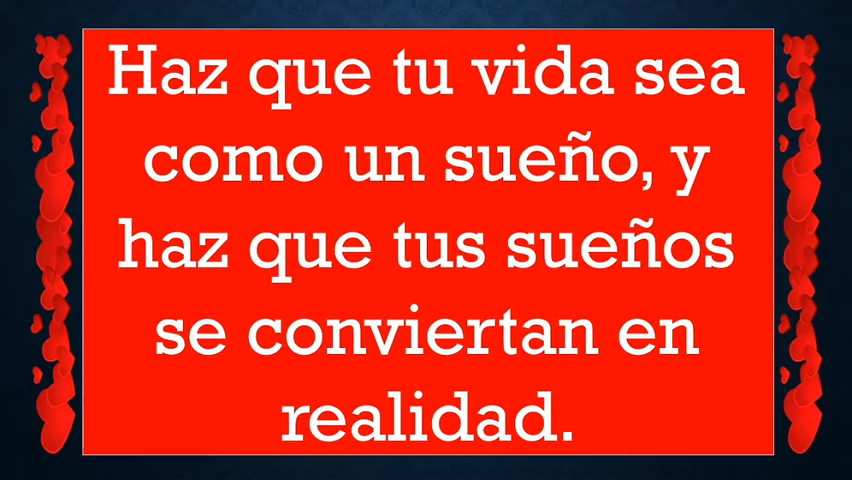 Haz que tu vida sea
como un sueño, y
haz que tus sueños
se conviertan en
realidad.